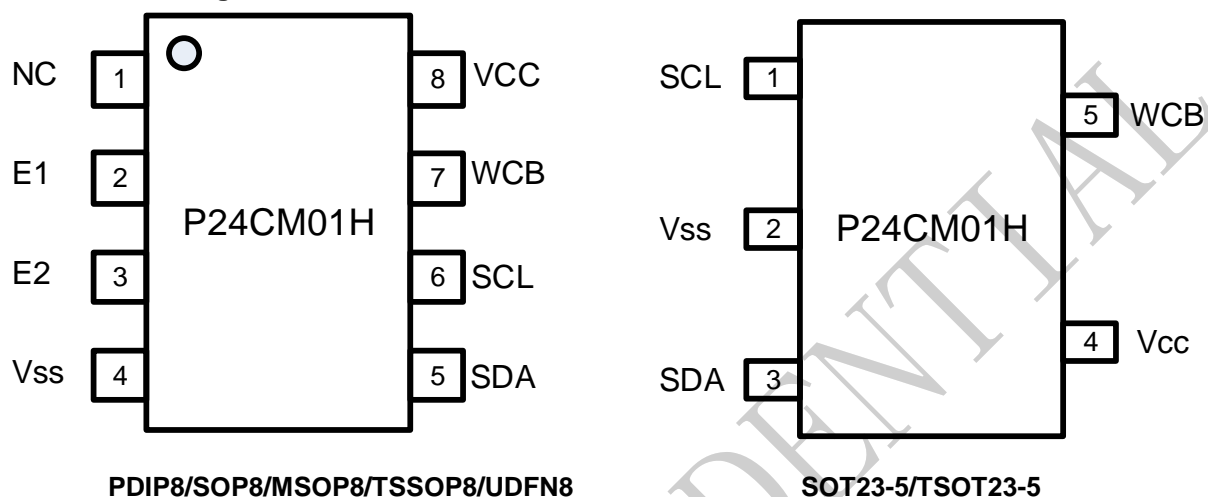 NC 1 8 VCC
E1 2 7 WCB
P24CM01H
E2 3 6 SCL
Vss 4 5 SDA
PDIP8/SOP8/MSOP8/TSSOP8/UDFN8
SCL 1
5 WCB
Vss 2 P24CM01H
4 Vcc
SDA 3
SOT23-5/TSOT23-5
DENTIAL